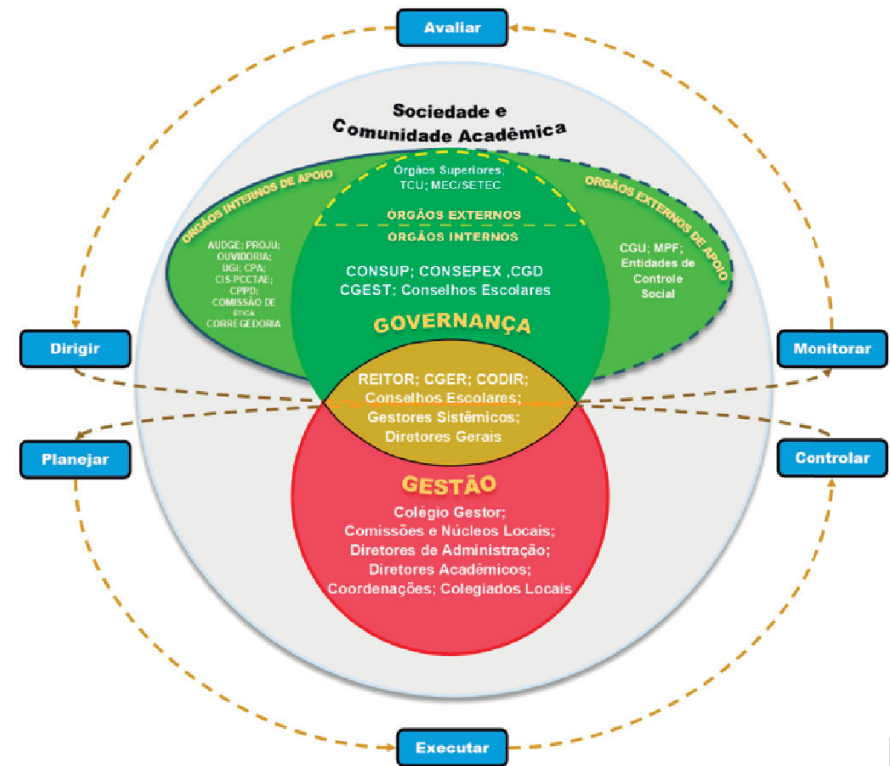 Avaliar
Sociedade e
Comunidade Acadêmica
ORGÃOS INTERNOS DE APOIO
Órgãos Superiores;
TCU; MEC/SETEC
ÓRGÃOS EXTERNOS
ÓRGÃOS INTERNOS
ORGÃOS EXTERNOS DE APOIO
AUDGE; PROJU;
OUVIDORIA;
UGI; CPA;
CIS-PCCTAE;
CPPD;
COMISSÃO DE
ÉTICA
CORREGEDORIA
CGU; MPF;
Entidades de
Controle
Social
CONSUP; CONSEPEX ,CGD
CGEST; Conselhos Escolares
GOVERNANÇA
Dirigir
Monitorar
REITOR; CGER; CODIR;
Conselhos Escolares;
Gestores Sistêmicos;
Diretores Gerais
Planejar
Controlar
GESTÃO
Colégio Gestor;
Comissões e Núcleos Locais;
Diretores de Administração;
Diretores Acadêmicos;
Coordenações; Colegiados Locais
Executar